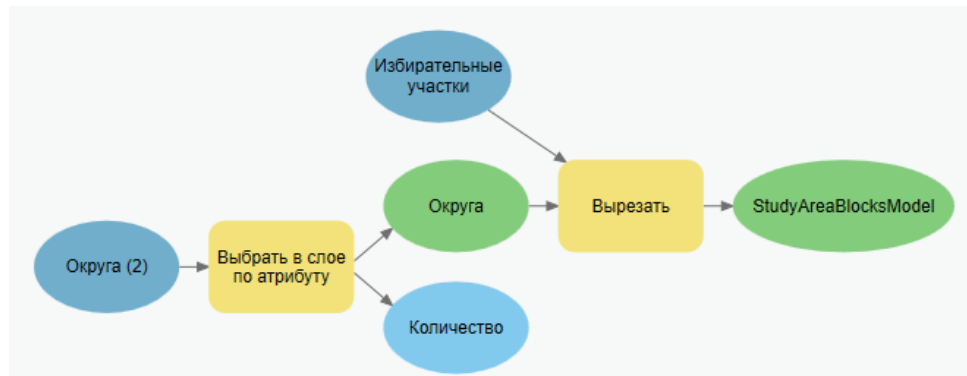 Избирательные
участки
Округа
Вырезать
StudyAreaBlocksModel
Округа (2)
Выбрать в слое
по атрибуту
Количество